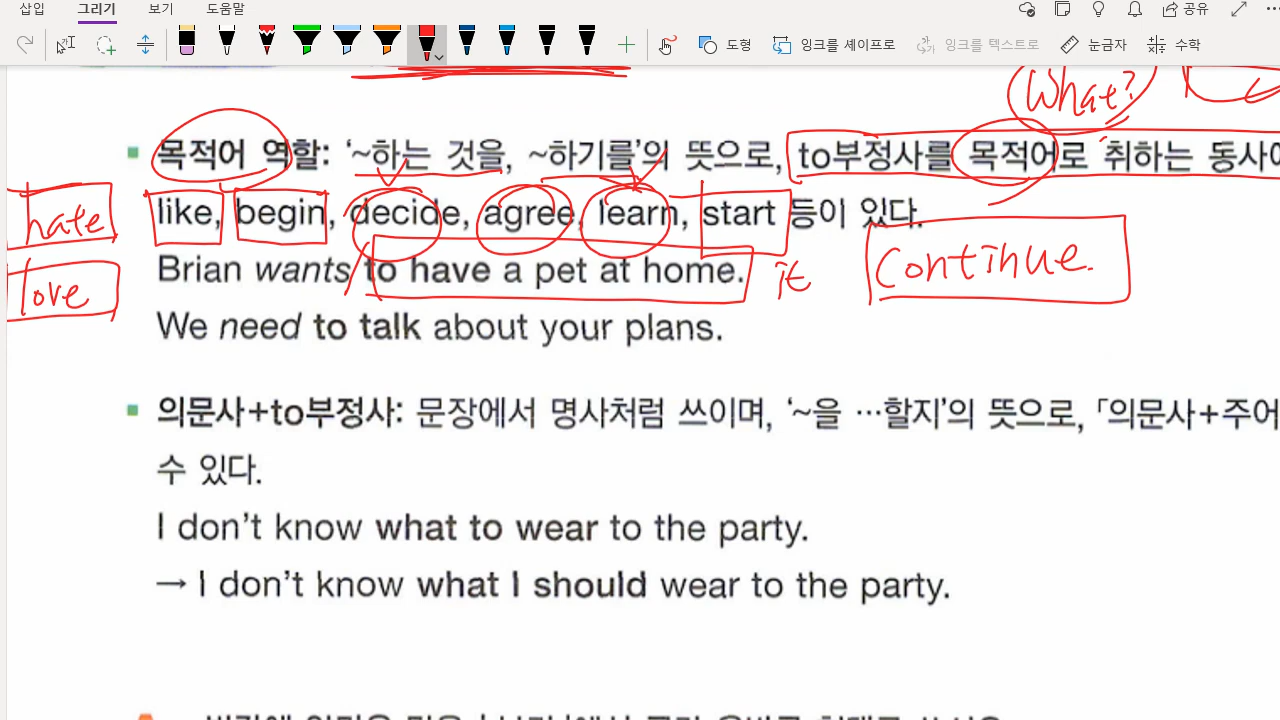 삽입 그리기 보기 도움말 공유
도형 잉크를 셰이프로 잉크를 텍스트로 눈금자 수학
What?
목적어 역할: ‘~하는 것을, ~하기를’의 뜻으로, to부정사를 목적어로 취하는 동사에
hate like, begin, decide, agree, learn, start 등이 있다.
love Brian wants to have a pet at home. it continue.
We need to talk about your plans.
의문사+to부정사: 문장에서 명사처럼 쓰이며, ‘~을 …할지’의 뜻으로, 「의문사+주어
수 있다.
I don’t know what to wear to the party.
→ I don’t know what I should wear to the party.